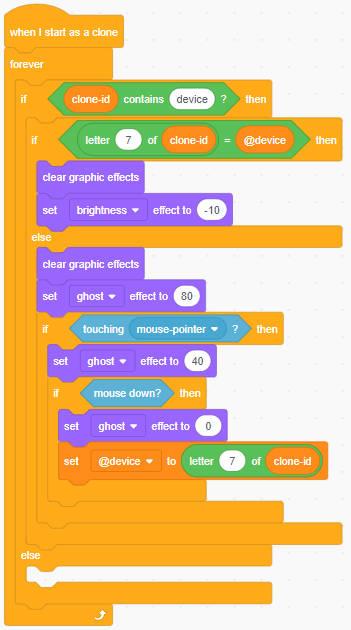 when I start as a clone
forever
if clone-id contains device ? then
if letter 7 of clone-id = @device then
clear graphic effects
set brightness effect to -10
else
clear graphic effects
set ghost effect to 80
if touching mouse-pointer ? then
set ghost effect to 40
if mouse down? then
set ghost effect to 0
set @device to letter 7 of clone-id
else